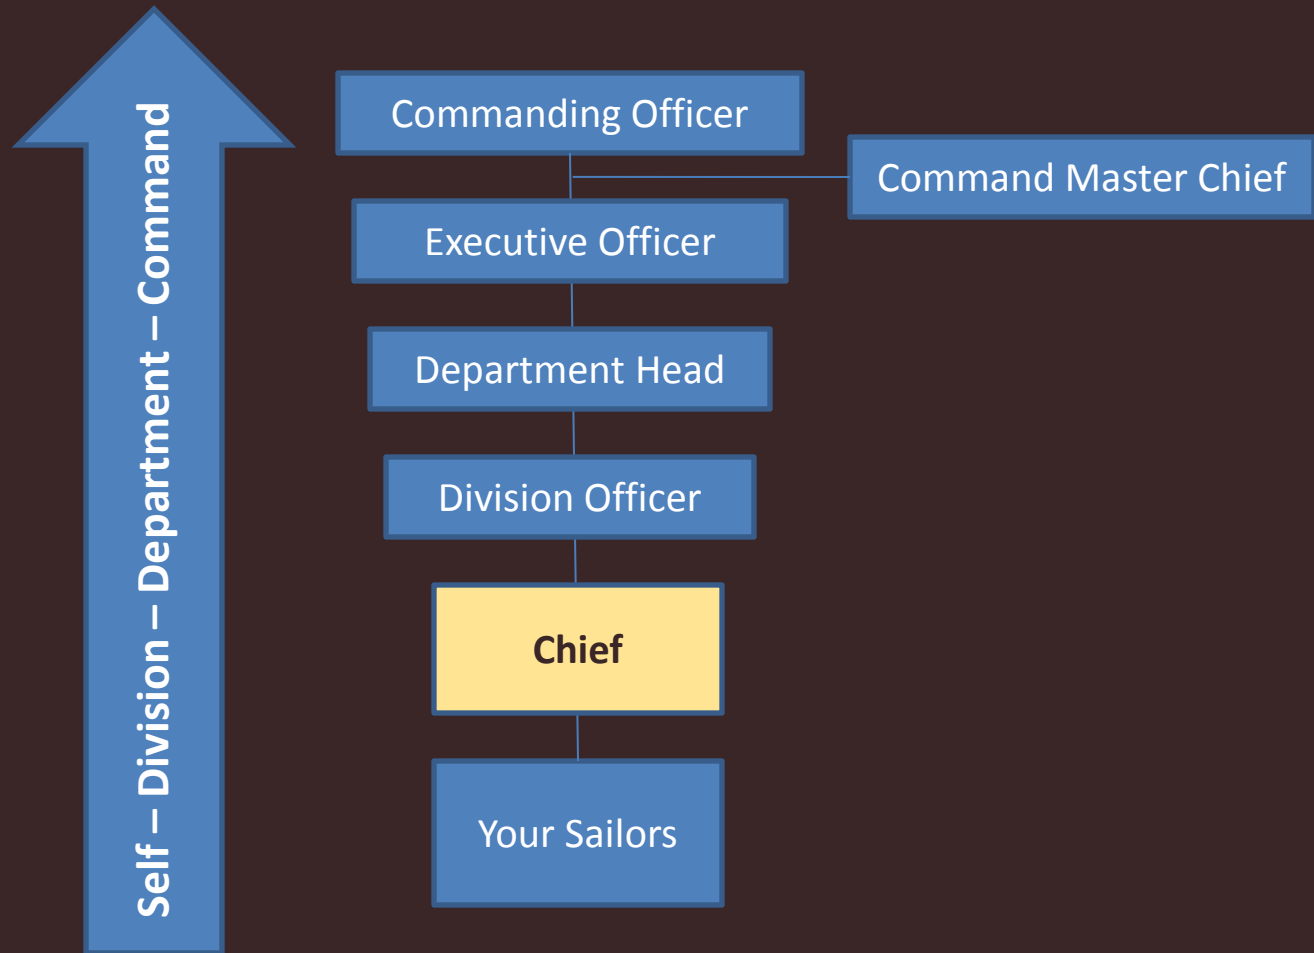 Self – Division – Department – Command
Commanding Officer
Command Master Chief
Executive Officer
Department Head
Division Officer
Chief
Your Sailors